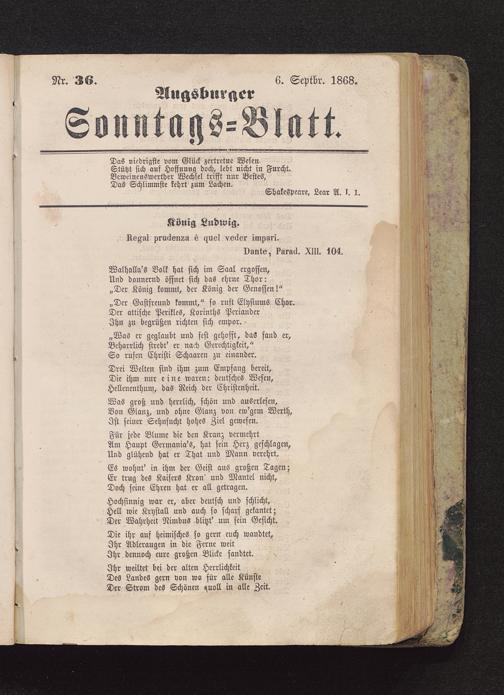 Nr. 36.
6. Septbr. 1868.
Augsburger
Sonntags=Blatt.
Das niedrigste vom Glück zertretne Wesen
Stützt sich auf Hoffnung doch, lebt nicht in Furcht.
Beweinenswerther Wechsel trifft nur Bestes,
Das Schlimmste kehrt zum Lachen.
Shakespeare, Lear A. I. 1.
König Ludwig.
Regal prudenza è quel veder impari.
Dante, Parad. XIII. 104.
Walhalla's Volk hat sich im Saal ergossen,
Und donnernd öffnet sich das ehrne Thor:
„Der König kommt, der König der Genossen!"
„Der Gastfreund kommt," so ruft Elysiums Chor.
Der attische Perikles, Korinths Periander
Ihn zu begrüßen richten sich empor.
„Was er geglaubt und fest gehofft, das fand er,
Beharrlich strebt' er nach Gerechtigkeit,"
So rufen Christi Schaaren zu einander.
Drei Welten sind ihm zum Empfang bereit,
Die ihm nur eine waren: deutsches Wesen,
Hellenenthum, das Reich der Christenheit.
Was groß und herrlich, schön und auserlesen,
Von Glanz, und ohne Glanz von ew'gem Werth,
Ist seiner Sehnsucht hohes Ziel gewesen.
Für jede Blume die den Kranz vermehrt
Am Haupt Germania's, hat sein Herz geschlagen,
Und glühend hat er That und Mann verehrt.
Es wohnt' in ihm der Geist aus großen Tagen;
Er trug des Kaisers Kron' und Mantel nicht,
Doch seine Ehren hat er all getragen.
Hochsinnig war er, aber deutsch und schlicht,
Hell wie Krystall und auch so scharf gekantet;
Der Wahrheit Nimbus blitzt' um sein Gesicht.
Die ihr auf heimisches so gern euch wandtet,
Ihr Adleraugen in die Ferne weit
Ihr dennoch eure großen Blicke sandtet.
Ihr weiltet bei der alten Herrlichkeit
Des Landes gern von wo für alle Künste
Der Strom des Schönen quoll in alle Zeit.